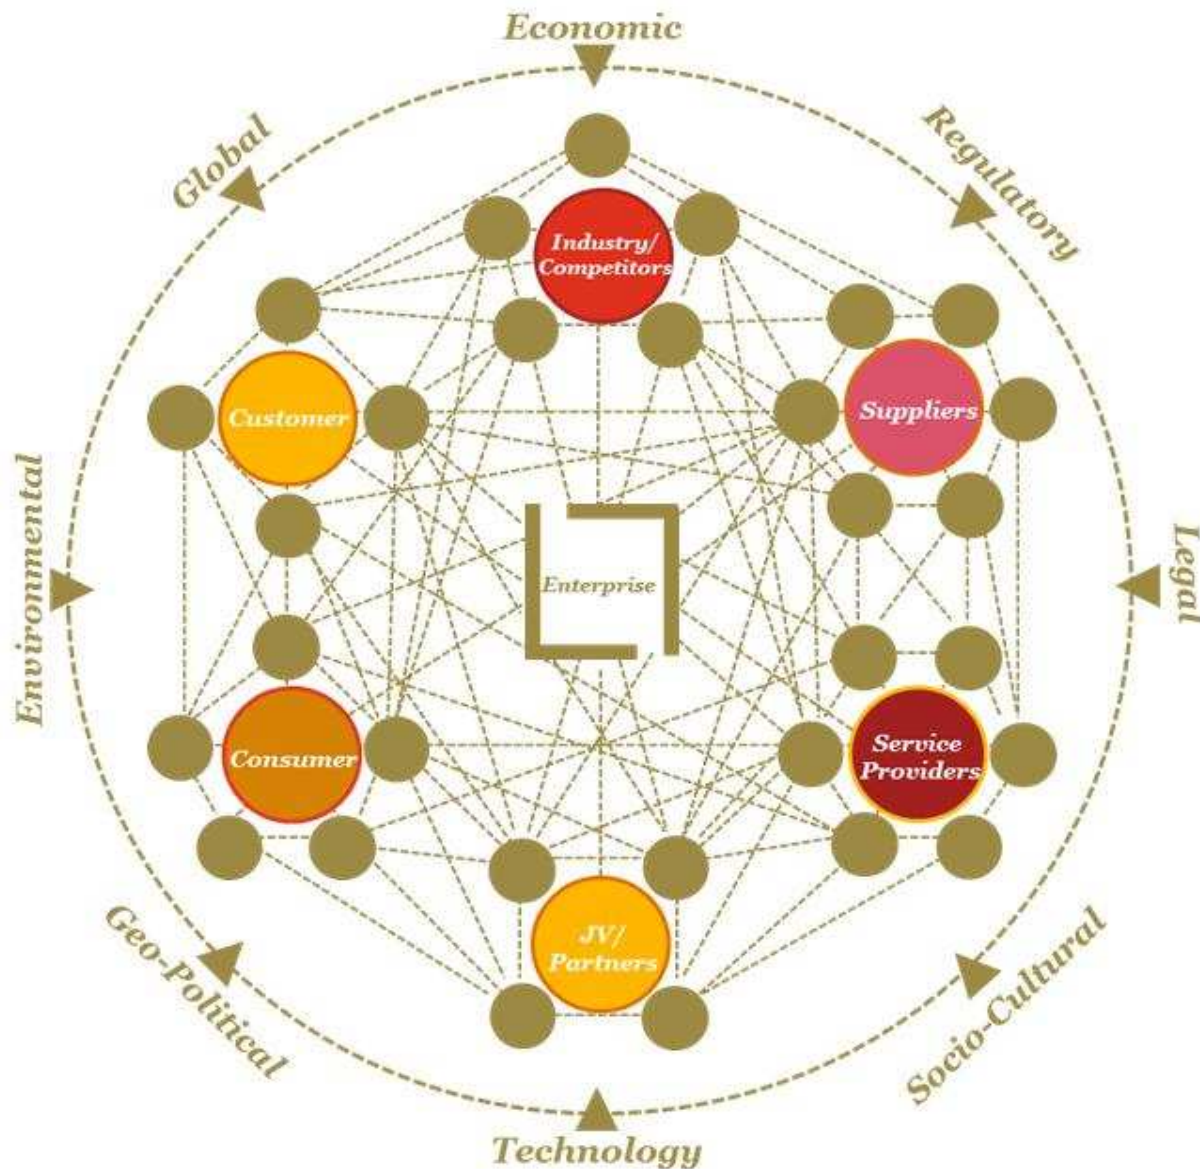 Economic
Global
Regulatory
Industry/
Competitors
Customer
Suppliers
Environmental
Enterprise
Legal
Consumer
Service
Providers
JV/
Partners
Geo-Political
Socio-Cultural
Technology